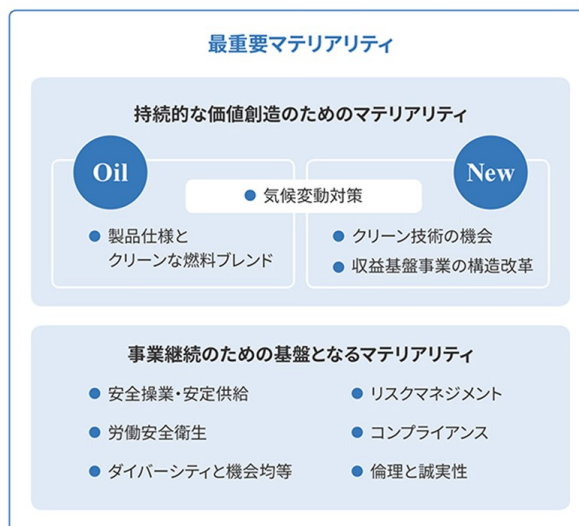 最重要マテリアリティ
持続的な価値創造のためのマテリアリティ
Oil
New
● 気候変動対策
● 製品仕様と
クリーンな燃料ブレンド
● クリーン技術の機会
● 収益基盤事業の構造改革
事業継続のための基盤となるマテリアリティ
● 安全操業・安定供給
● 労働安全衛生
● ダイバーシティと機会均等
● リスクマネジメント
● コンプライアンス
● 倫理と誠実性